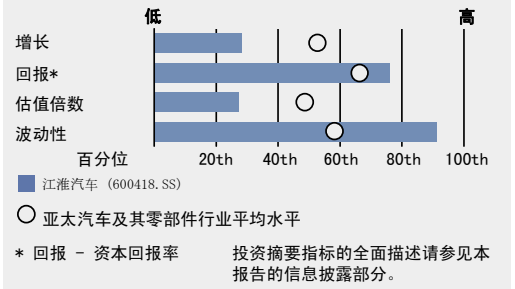 低 高
增长
回报*
估值倍数
波动性
百分位 20th 40th 60th 80th 100th
江淮汽车 (600418.SS)
亚太汽车及其零部件行业平均水平
* 回报 - 资本回报率 投资摘要指标的全面描述请参见本
报告的信息披露部分。